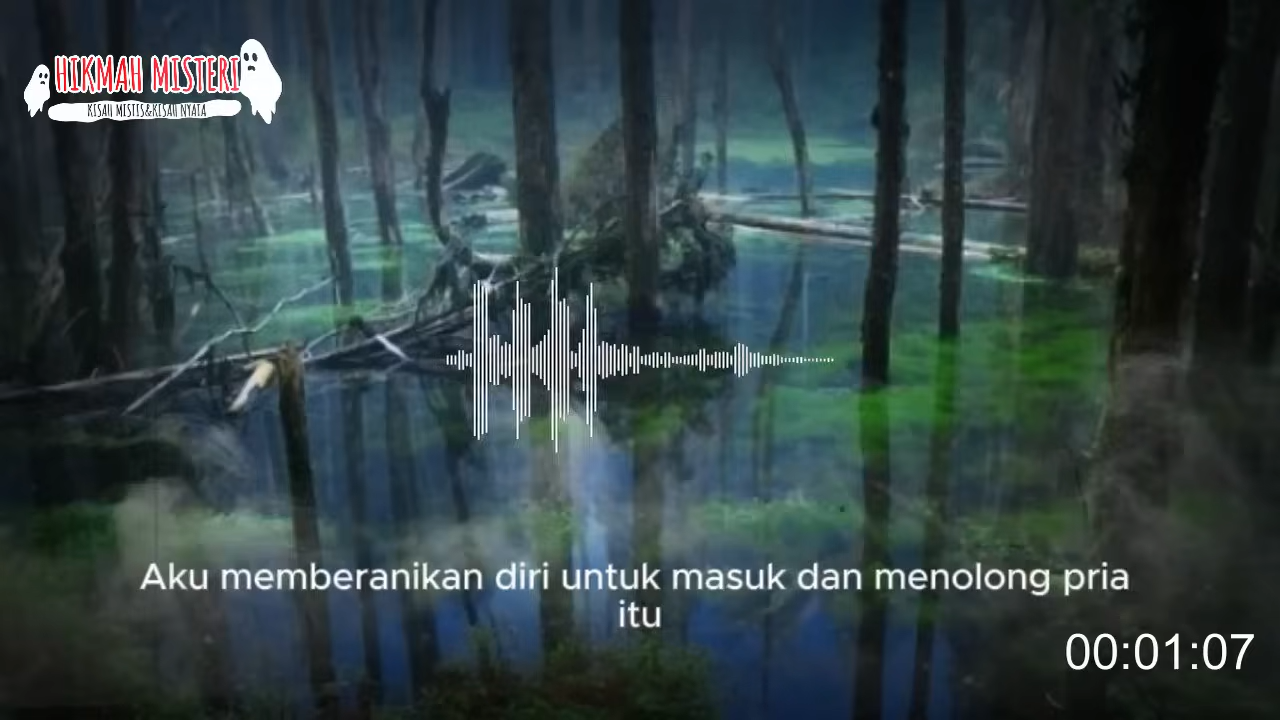 HIKMAH MISTERI
KISAH MISTIS&KISAH NYATA
Aku memberanikan diri untuk masuk dan menolong pria
itu
00:01:07